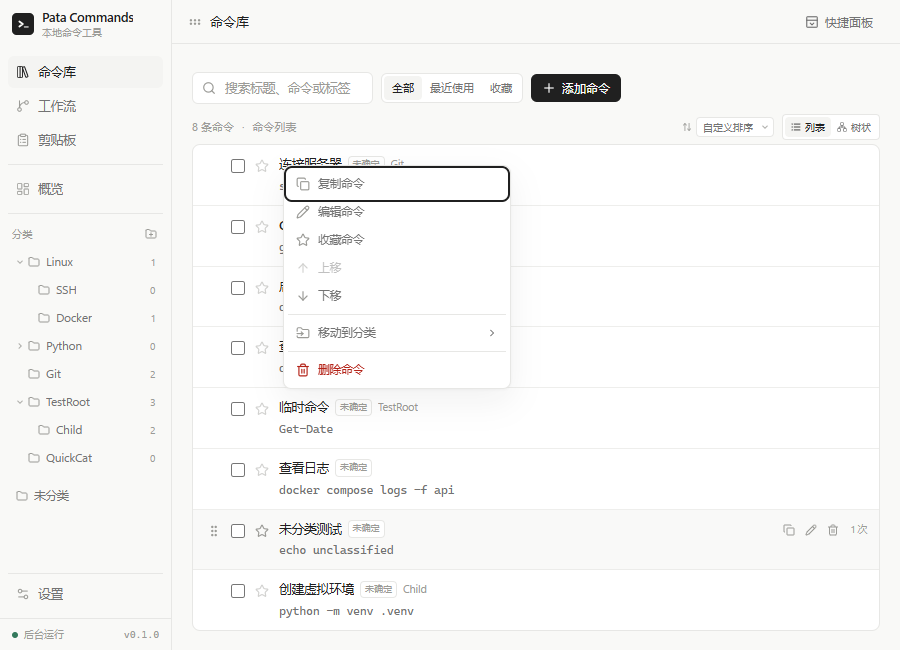 Pata Commands
本地命令工具
命令库
工作流
剪贴板
概览
分类
Linux 1
SSH 0
Docker 1
Python 0
Git 2
TestRoot 3
Child 2
QuickCat 0
未分类
设置
后台运行 v0.1.0
命令库
快捷面板
搜索标题、命令或标签
全部 最近使用 收藏
添加命令
8 条命令 · 命令列表
自定义排序
列表 树状
连接服务器 未确定 Git
复制命令
编辑命令
收藏命令
上移
下移
移动到分类
删除命令
临时命令 未确定 TestRoot
Get-Date
查看日志 未确定
docker compose logs -f api
未分类测试 未确定
echo unclassified
1 次
创建虚拟环境 未确定 Child
python -m venv .venv